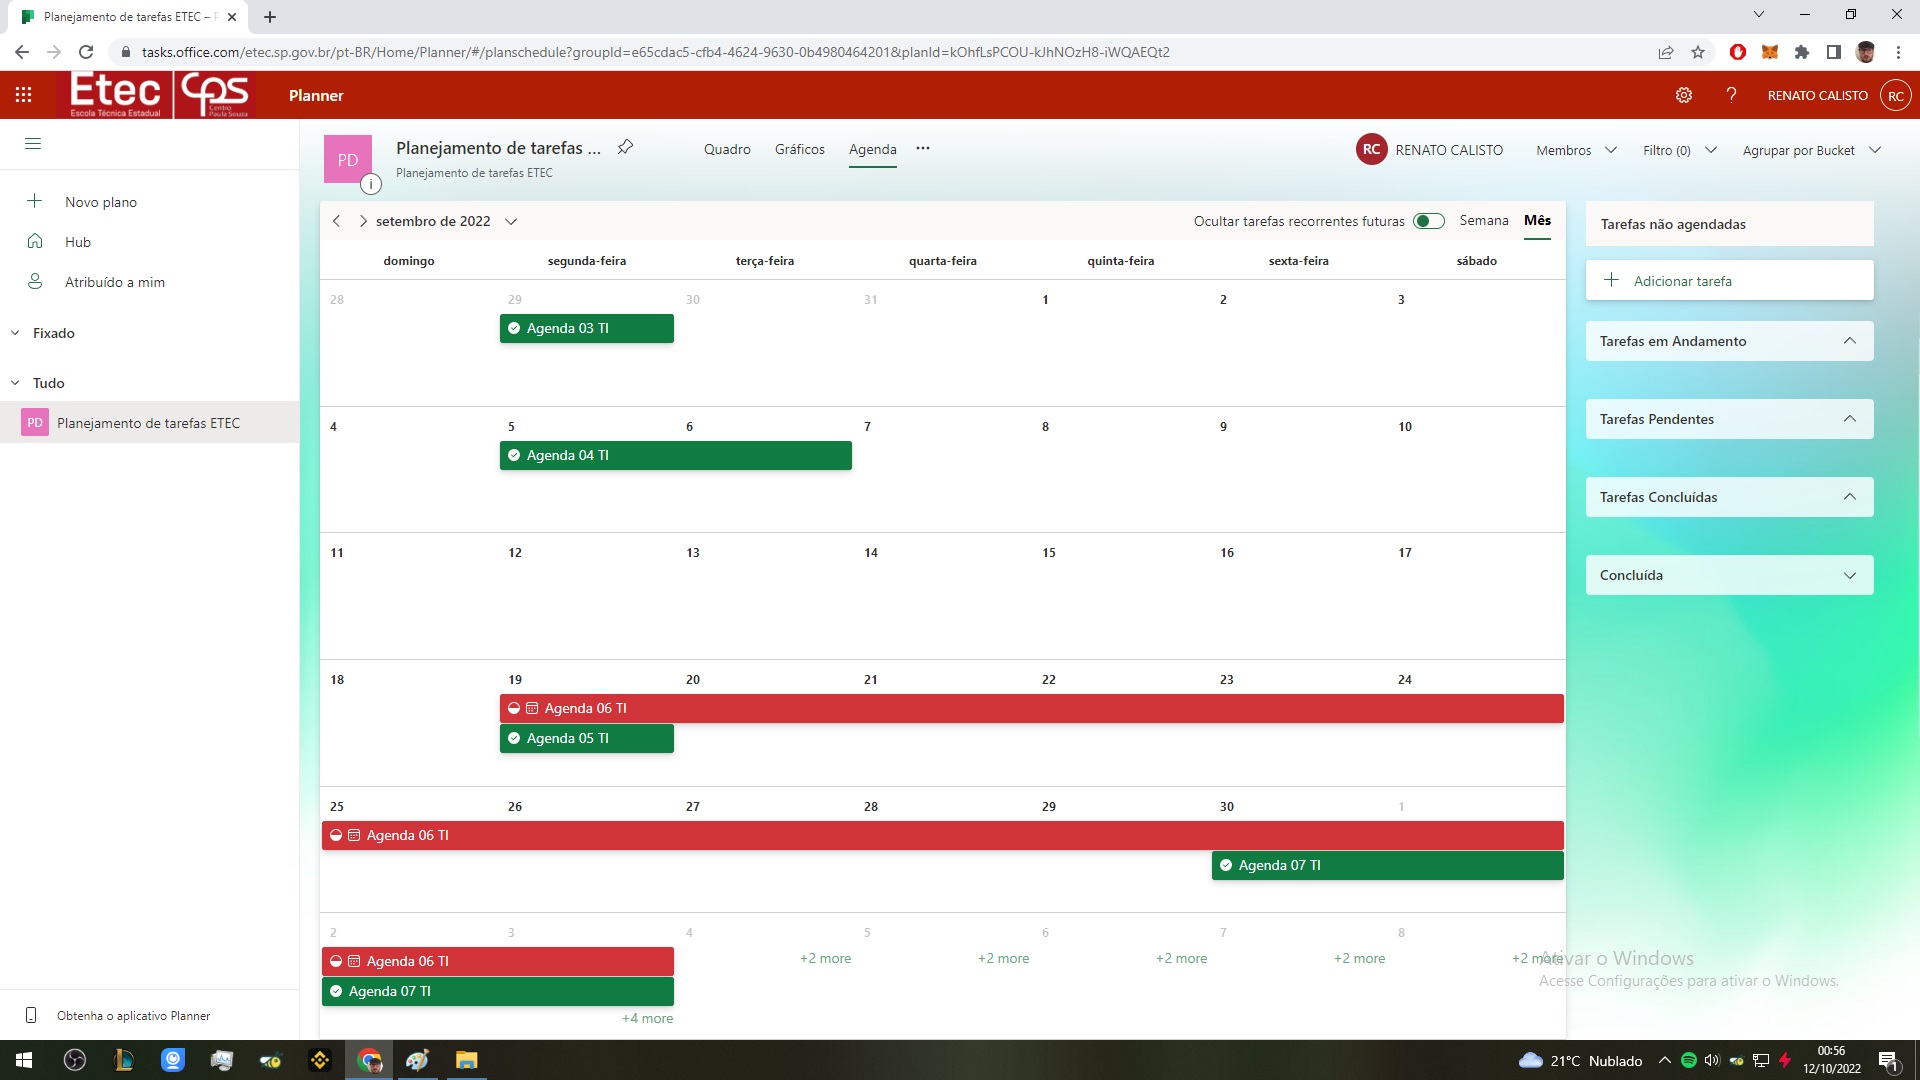 Planejamento de tarefas ETEC –
tasks.office.com/etec.sp.gov.br/pt-BR/Home/Planner/#/planschedule?groupId=e65cdac5-cfb4-4624-9630-0b4980464201&planId=kOhfLsPCOU-kJhNOzH8-iWQAEQt2
Etec
Escola Técnica Estadual
CPS
Centro
Paula Souza
Planner
?
RENATO CALISTO
RC
Novo plano
Hub
Atribuído a mim
Fixado
Tudo
PD
Planejamento de tarefas ETEC
Obtenha o aplicativo Planner
PD
i
Planejamento de tarefas ...
Planejamento de tarefas ETEC
Quadro Gráficos Agenda ...
RC RENATO CALISTO
Membros Filtro (0) Agrupar por Bucket
setembro de 2022
Ocultar tarefas recorrentes futuras
Semana Mês
domingo segunda-feira terça-feira quarta-feira quinta-feira sexta-feira sábado
28 29 30 31 1 2 3
Agenda 03 TI
4 5 6 7 8 9 10
Agenda 04 TI
11 12 13 14 15 16 17
18 19 20 21 22 23 24
Agenda 06 TI
Agenda 05 TI
25 26 27 28 29 30 1
Agenda 06 TI
Agenda 07 TI
2 3 4 5 6 7 8
Agenda 06 TI
+2 more +2 more +2 more +2 more +2 more
Agenda 07 TI
+4 more
Tarefas não agendadas
Adicionar tarefa
Tarefas em Andamento
Tarefas Pendentes
Tarefas Concluídas
Concluída
Ativar o Windows
Acesse Configurações para ativar o Windows.
21°C Nublado
00:56
12/10/2022
1